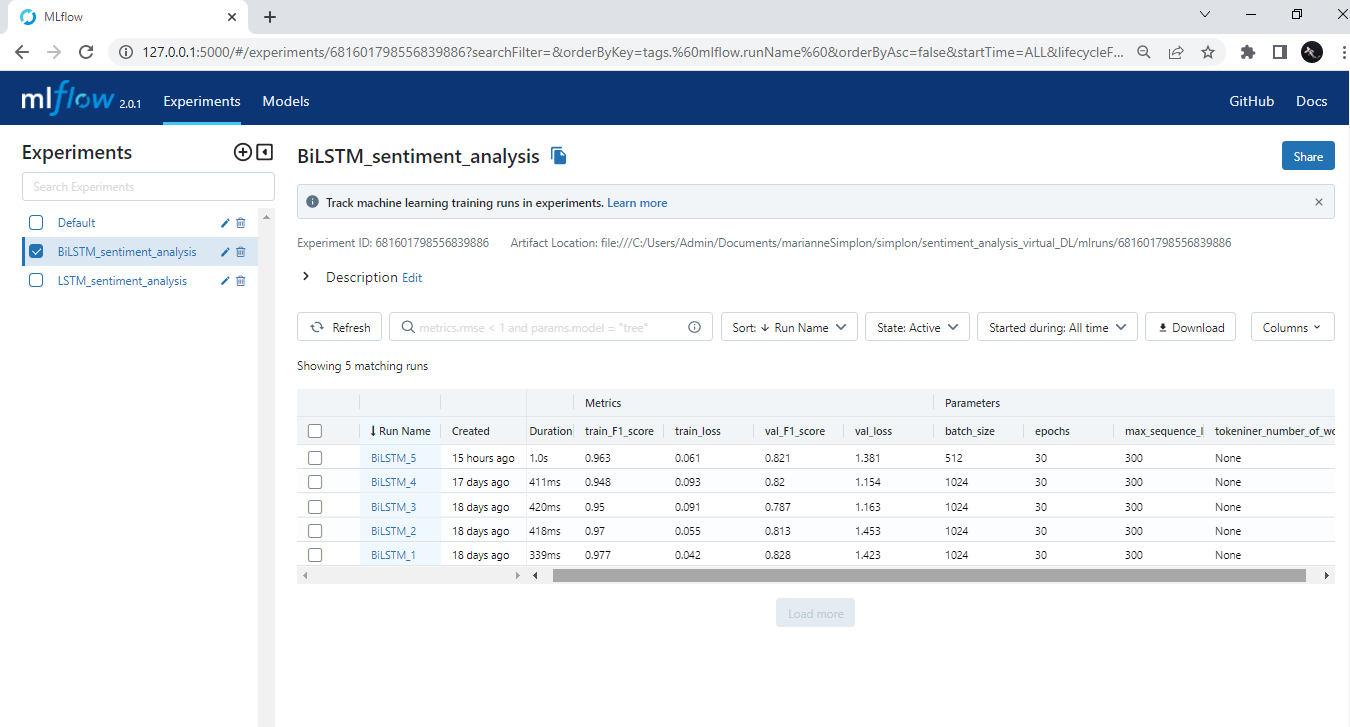 MLflow
127.0.0.1:5000/#/experiments/681601798556839886?searchFilter=&orderByKey=tags.%60mlflow.runName%60&orderByAsc=false&startTime=ALL&lifecycleF...
mlflow 2.0.1 Experiments Models GitHub Docs
Experiments
Search Experiments
Default
BiLSTM_sentiment_analysis
LSTM_sentiment_analysis
BiLSTM_sentiment_analysis
Share
Track machine learning training runs in experiments. Learn more
Experiment ID: 681601798556839886 Artifact Location: file:///C:/Users/Admin/Documents/marianneSimplon/simplon/sentiment_analysis_virtual_DL/mlruns/681601798556839886
Description Edit
Refresh metrics.rmse < 1 and params.model = "tree" Sort: Run Name State: Active Started during: All time Download Columns
Showing 5 matching runs
Metrics Parameters
Run Name Created Duration train_F1_score train_loss val_F1_score val_loss batch_size epochs max_sequence_l tokeniner_number_of_wo
BiLSTM_5 15 hours ago 1.0s 0.963 0.061 0.821 1.381 512 30 300 None
BiLSTM_4 17 days ago 411ms 0.948 0.093 0.82 1.154 1024 30 300 None
BiLSTM_3 18 days ago 420ms 0.95 0.091 0.787 1.163 1024 30 300 None
BiLSTM_2 18 days ago 418ms 0.97 0.055 0.813 1.453 1024 30 300 None
BiLSTM_1 18 days ago 339ms 0.977 0.042 0.828 1.423 1024 30 300 None
Load more